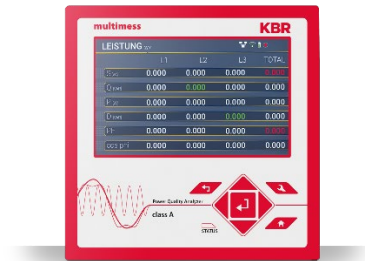 multimess KBR
LEISTUNG
L1 L2 L3 TOTAL
0.000 0.000 0.000 0.000
0.000 0.000 0.000 0.000
0.000 0.000 0.000 0.000
0.000 0.000 0.000 0.000
0.000 0.000 0.000 0.000
cos phi 0.000 0.000 0.000 0.000
Power Quality Analyzer
class A
STATUS